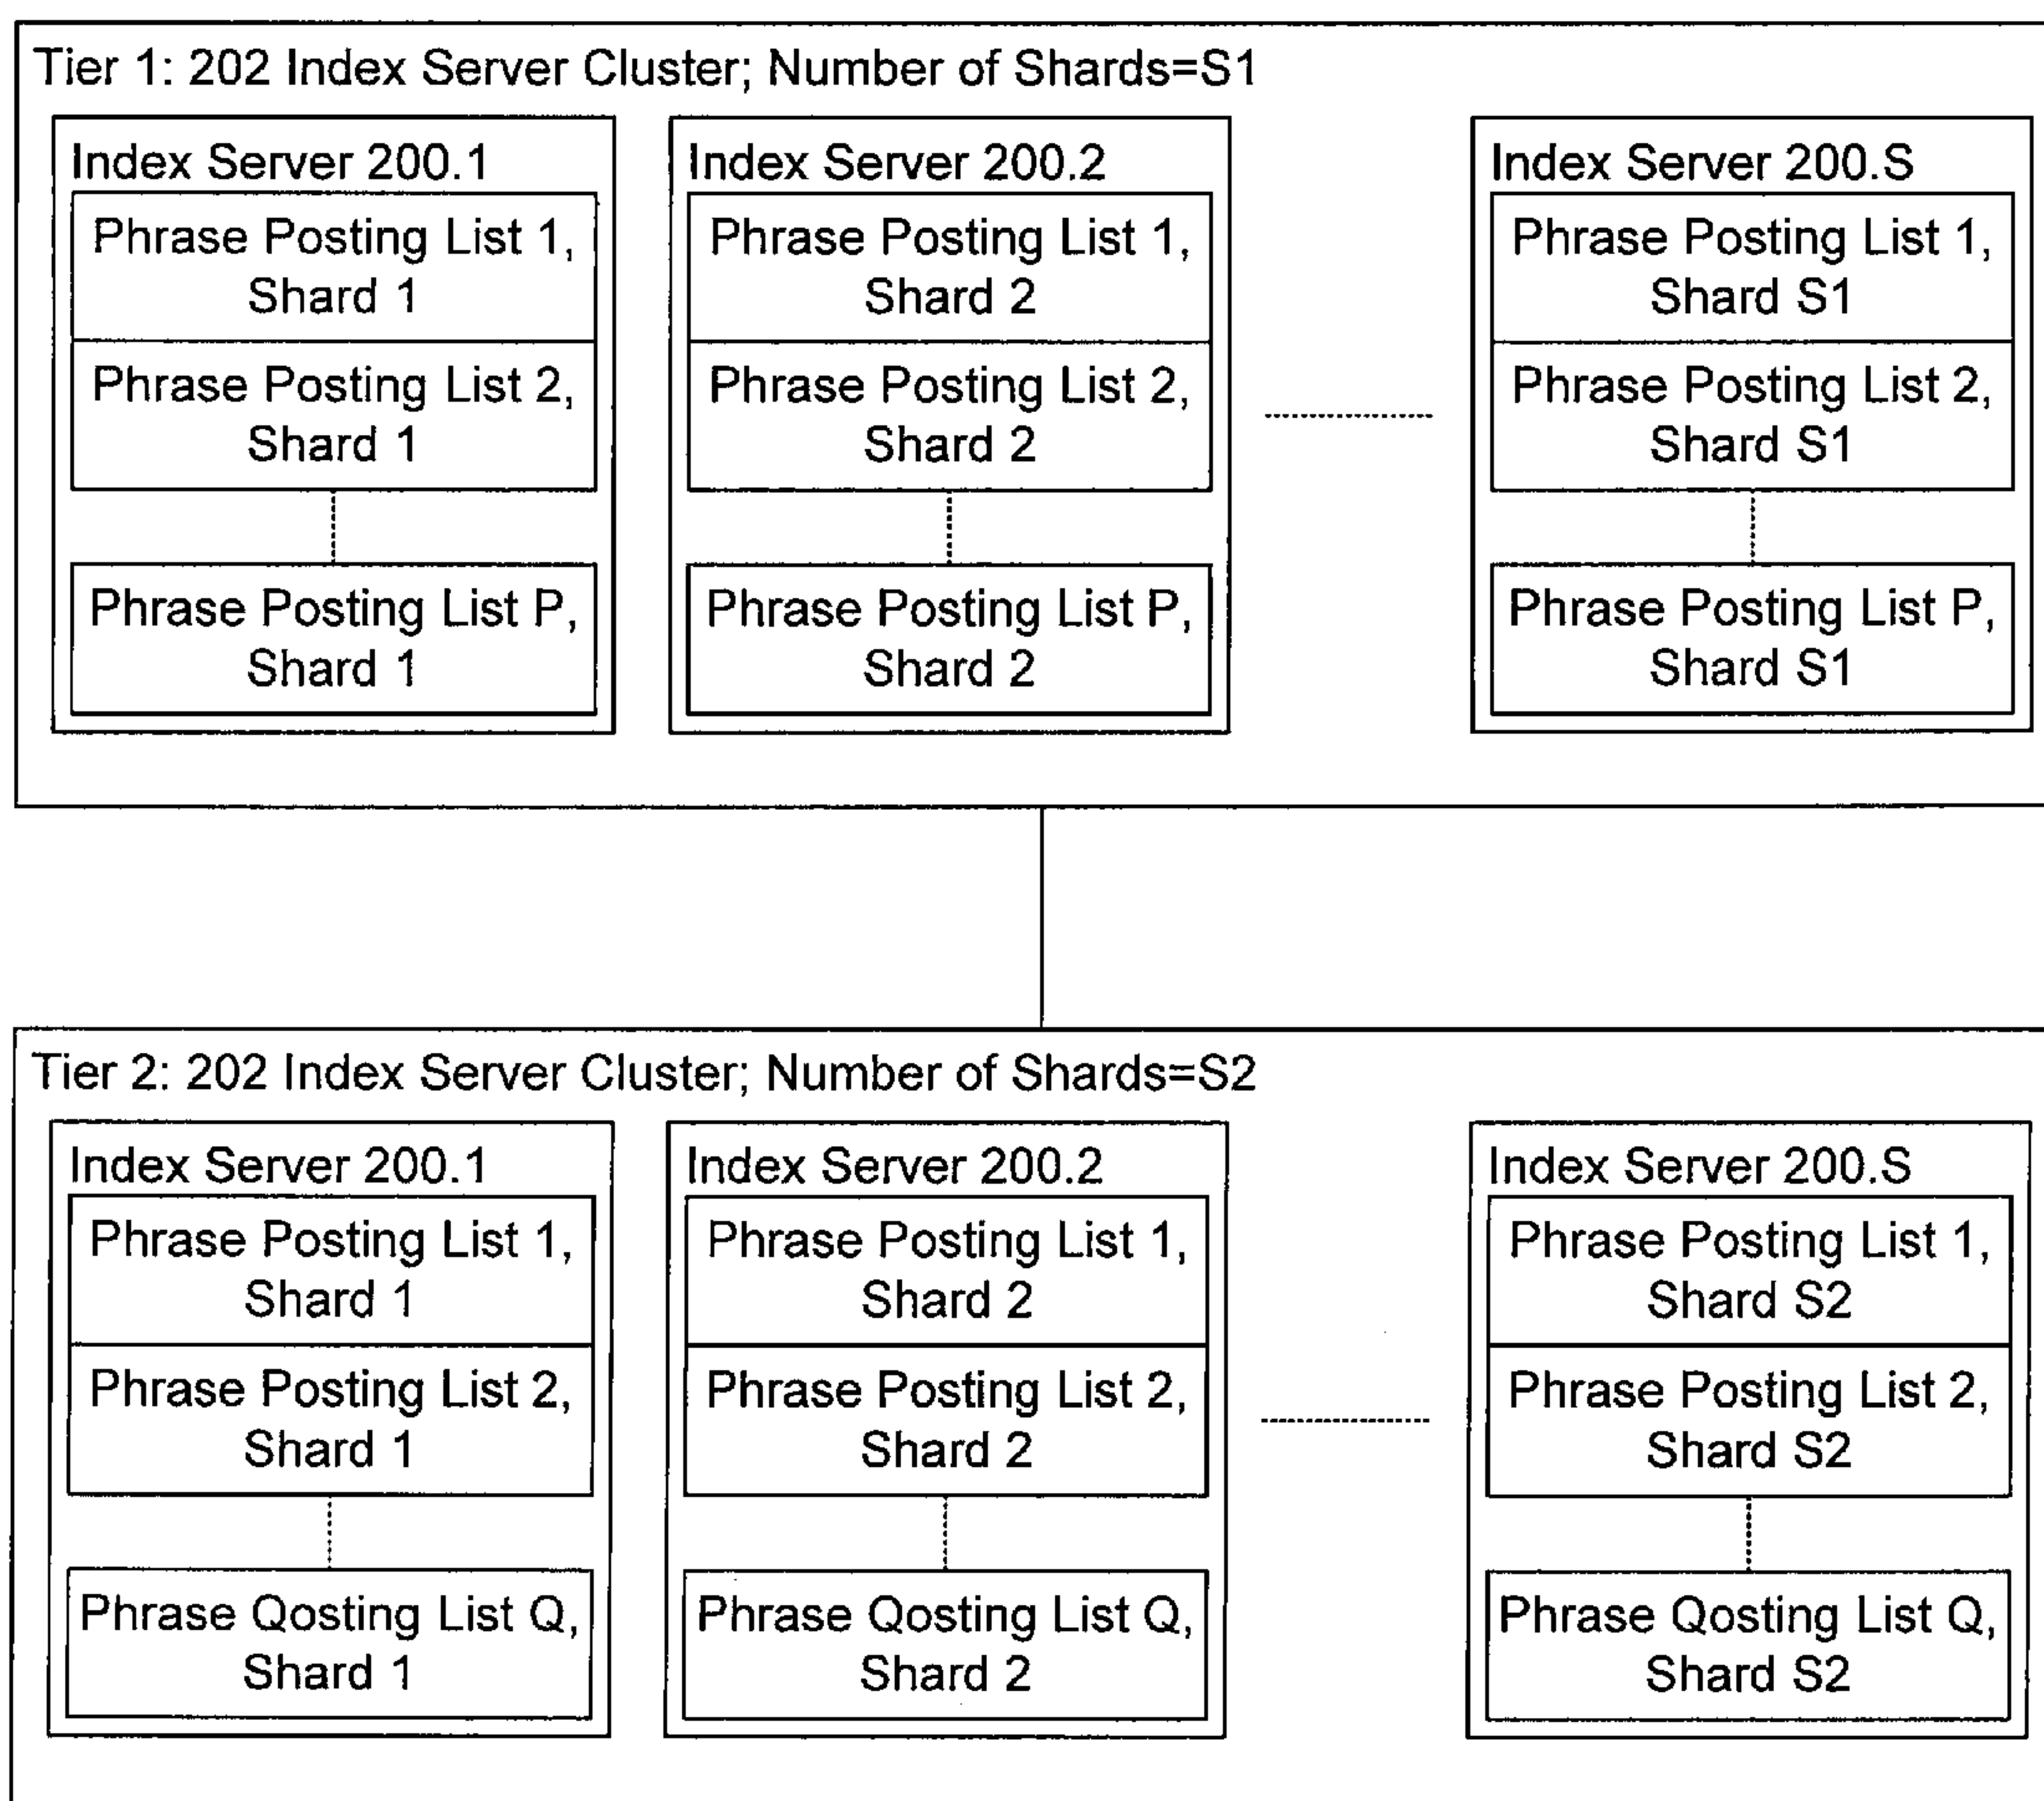 Tier 1: 202 Index Server Cluster; Number of Shards=S1
Index Server 200.1
Phrase Posting List 1,
Shard 1
Phrase Posting List 2,
Shard 1
Phrase Posting List P,
Shard 1
Index Server 200.2
Phrase Posting List 1,
Shard 2
Phrase Posting List 2,
Shard 2
Phrase Posting List P,
Shard 2
Index Server 200.S
Phrase Posting List 1,
Shard S1
Phrase Posting List 2,
Shard S1
Phrase Posting List P,
Shard S1
Tier 2: 202 Index Server Cluster; Number of Shards=S2
Index Server 200.1
Phrase Posting List 1,
Shard 1
Phrase Posting List 2,
Shard 1
Phrase Qosting List Q,
Shard 1
Index Server 200.2
Phrase Posting List 1,
Shard 2
Phrase Posting List 2,
Shard 2
Phrase Qosting List Q,
Shard 2
Index Server 200.S
Phrase Posting List 1,
Shard S2
Phrase Posting List 2,
Shard S2
Phrase Qosting List Q,
Shard S2